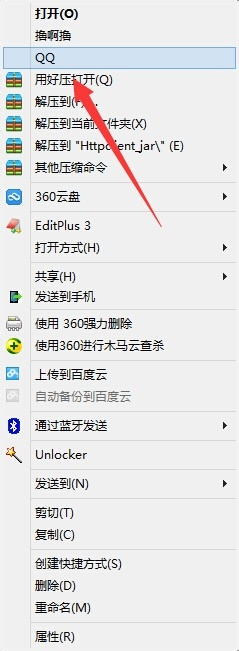 打开(O)
撸啊撸
QQ
用好压打开(Q)
解压到(F)...
解压到当前文件夹(X)
解压到 "Httpclient_jar\" (E)
其他压缩命令
360云盘
EditPlus 3
打开方式(H)
共享(H)
发送到手机
使用 360强力删除
使用360进行木马云查杀
上传到百度云
自动备份到百度云
通过蓝牙发送
Unlocker
发送到(N)
剪切(T)
复制(C)
创建快捷方式(S)
删除(D)
重命名(M)
属性(R)